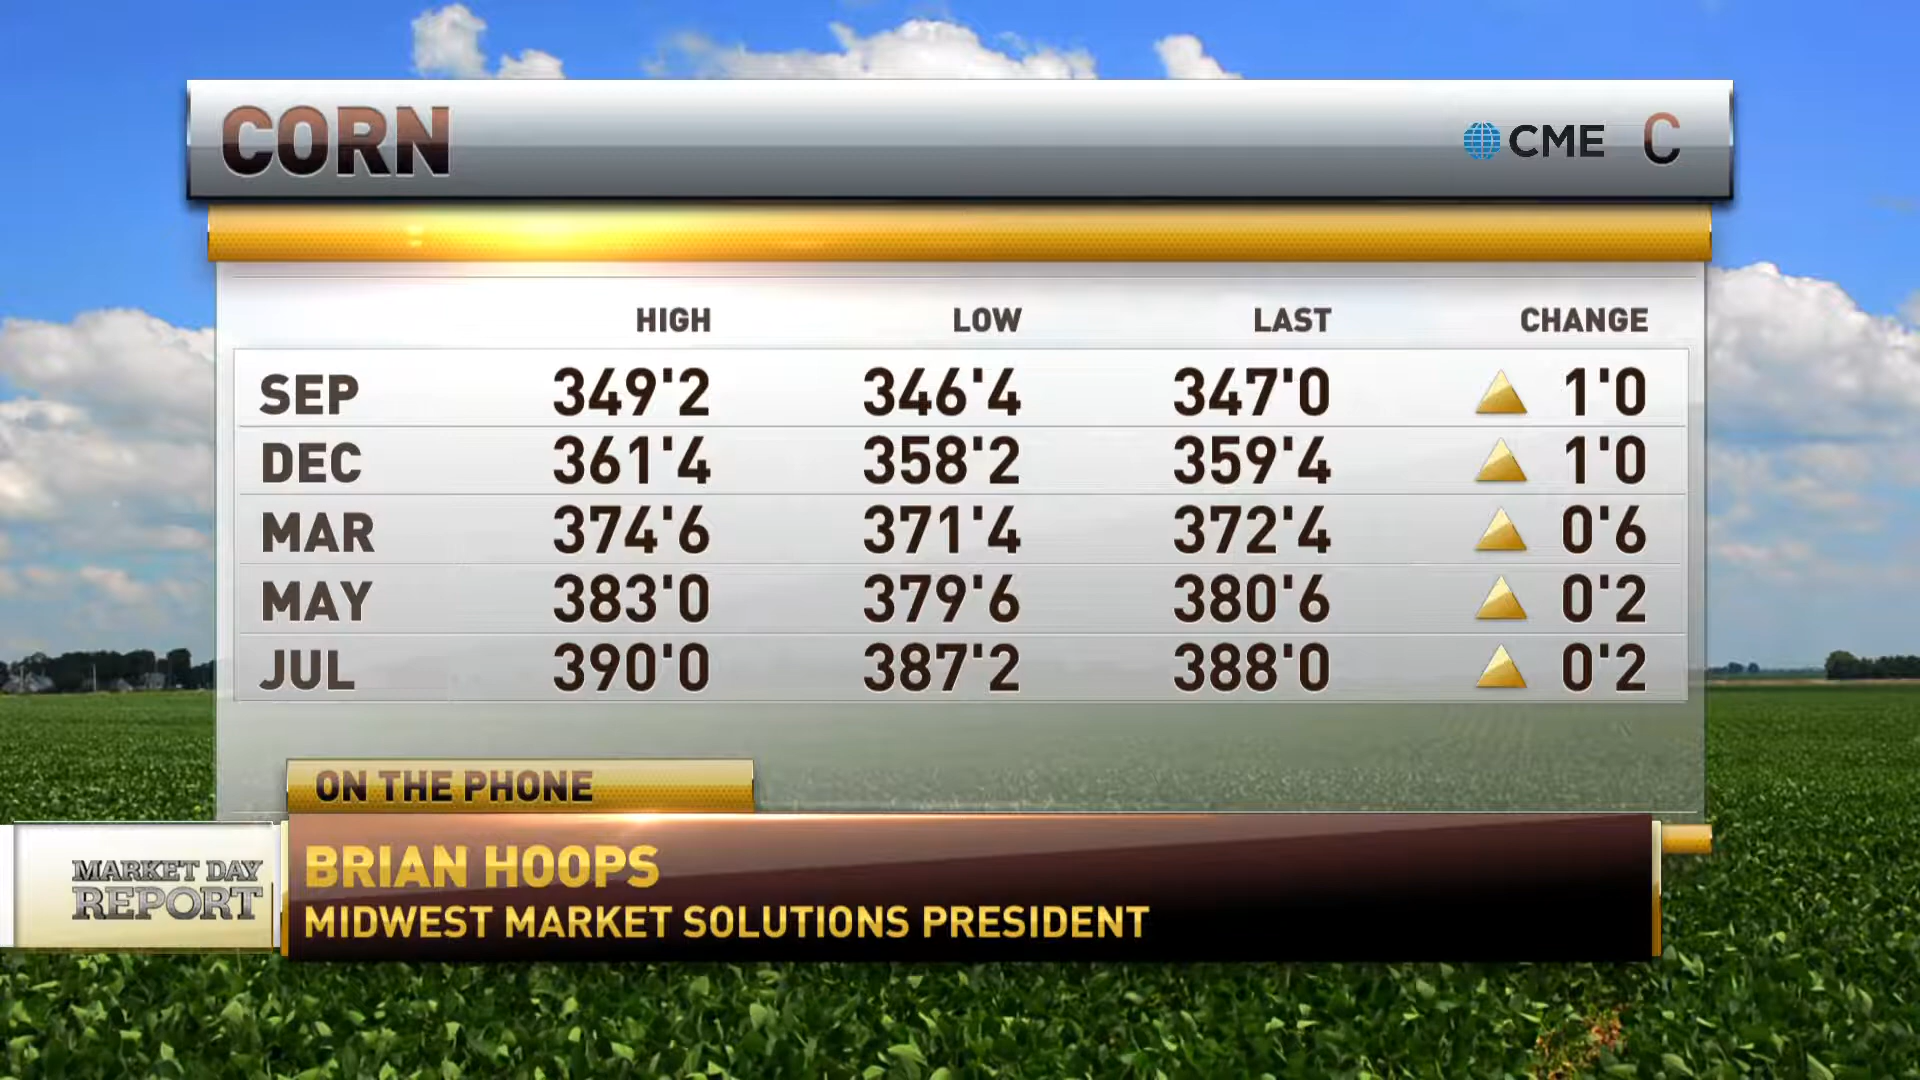 CORN
CME C
HIGH LOW LAST CHANGE
SEP 349'2 346'4 347'0 1'0
DEC 361'4 358'2 359'4 1'0
MAR 374'6 371'4 372'4 0'6
MAY 383'0 379'6 380'6 0'2
JUL 390'0 387'2 388'0 0'2
ON THE PHONE
BRIAN HOOPS
MIDWEST MARKET SOLUTIONS PRESIDENT
MARKET DAY
REPORT